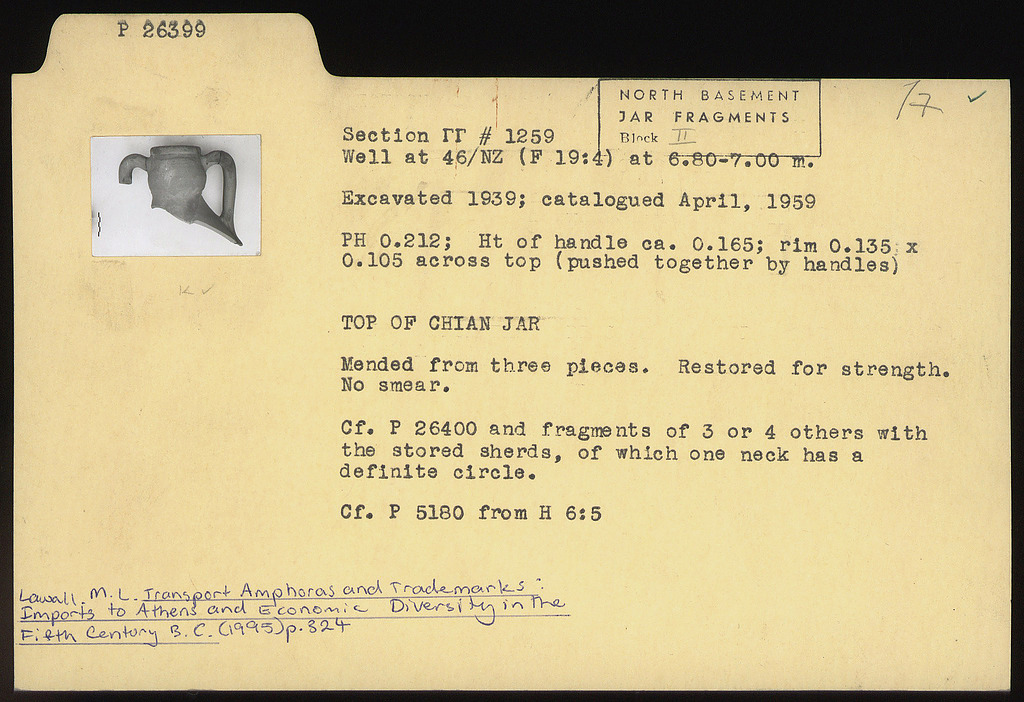 P 26399
NORTH BASEMENT
JAR FRAGMENTS
Block II
17 ✓
Section ΓΓ # 1259
Well at 46/NZ (F 19:4) at 6.80-7.00 m.
Excavated 1939; catalogued April, 1959
PH 0.212; Ht of handle ca. 0.165; rim 0.135 x
0.105 across top (pushed together by handles)
K ✓
TOP OF CHIAN JAR
Mended from three pieces. Restored for strength.
No smear.
Cf. P 26400 and fragments of 3 or 4 others with
the stored sherds, of which one neck has a
definite circle.
Cf. P 5180 from H 6:5
Lawall, M. L. Transport Amphoras and Trademarks:
Imports to Athens and Economic Diversity in the
Fifth Century B.C. (1995) p. 324